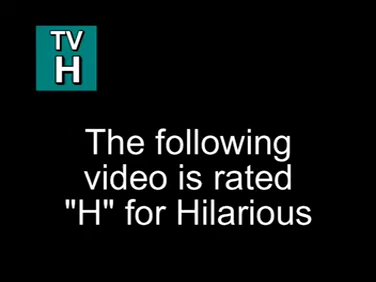 TV
H
The following
video is rated
"H" for Hilarious